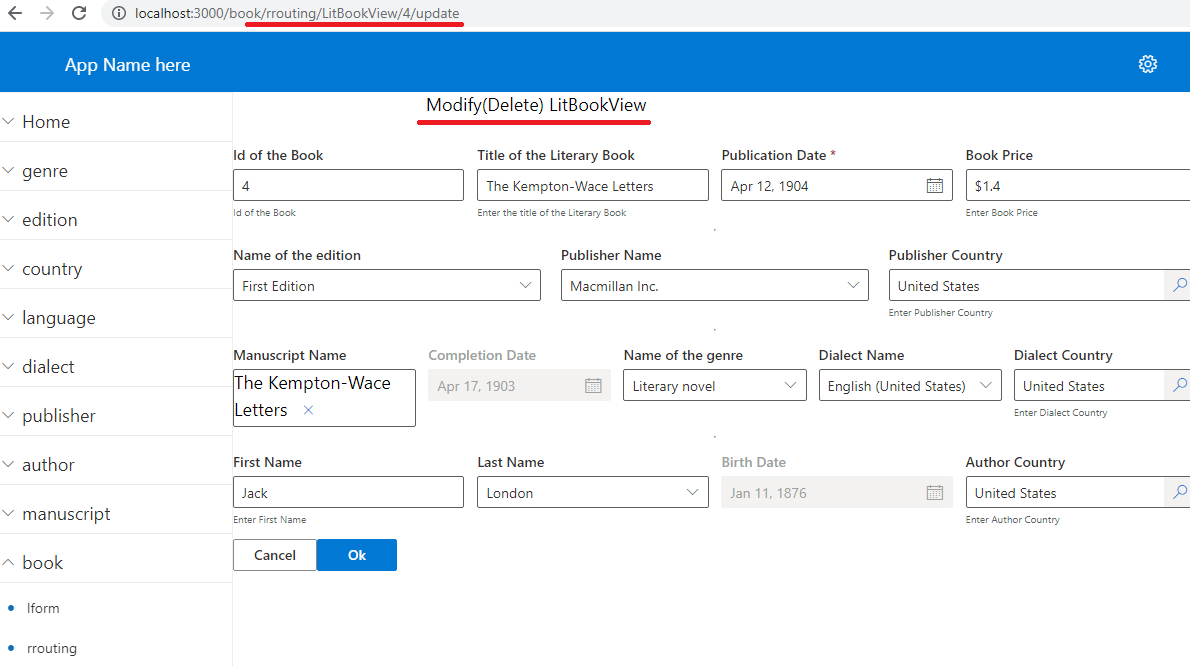 localhost:3000/book/rrouting/LitBookView/4/update
App Name here
Modify(Delete) LitBookView
Home
genre
edition
country
language
dialect
publisher
author
manuscript
book
lform
rrouting
Id of the Book
Title of the Literary Book
Publication Date *
Book Price
4
The Kempton-Wace Letters
Apr 12, 1904
$1.4
Id of the Book
Enter the title of the Literary Book
Enter Book Price
Name of the edition
Publisher Name
Publisher Country
First Edition
Macmillan Inc.
United States
Enter Publisher Country
Manuscript Name
Completion Date
Name of the genre
Dialect Name
Dialect Country
The Kempton-Wace
Letters
Apr 17, 1903
Literary novel
English (United States)
United States
Enter Dialect Country
First Name
Last Name
Birth Date
Author Country
Jack
London
Jan 11, 1876
United States
Enter First Name
Enter Author Country
Cancel
Ok